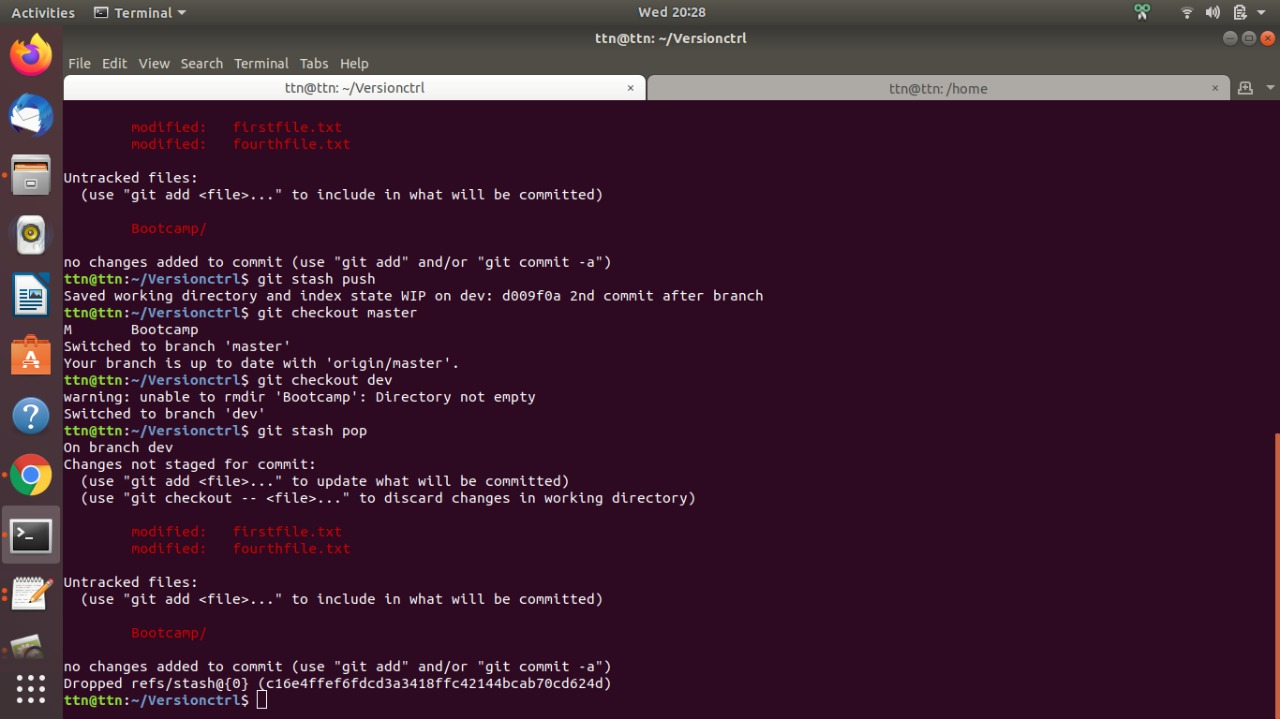 Activities Terminal Wed 20:28
ttn@ttn: ~/Versionctrl
File Edit View Search Terminal Tabs Help
ttn@ttn: ~/Versionctrl × ttn@ttn: /home ×
modified: firstfile.txt
modified: fourthfile.txt
Untracked files:
(use "git add <file>..." to include in what will be committed)
Bootcamp/
no changes added to commit (use "git add" and/or "git commit -a")
ttn@ttn:~/Versionctrl$ git stash push
Saved working directory and index state WIP on dev: d009f0a 2nd commit after branch
ttn@ttn:~/Versionctrl$ git checkout master
M Bootcamp
Switched to branch 'master'
Your branch is up to date with 'origin/master'.
ttn@ttn:~/Versionctrl$ git checkout dev
warning: unable to rmdir 'Bootcamp': Directory not empty
Switched to branch 'dev'
ttn@ttn:~/Versionctrl$ git stash pop
On branch dev
Changes not staged for commit:
(use "git add <file>..." to update what will be committed)
(use "git checkout -- <file>..." to discard changes in working directory)
modified: firstfile.txt
modified: fourthfile.txt
Untracked files:
(use "git add <file>..." to include in what will be committed)
Bootcamp/
no changes added to commit (use "git add" and/or "git commit -a")
Dropped refs/stash@{0} (c16e4ffef6fdcd3a3418ffc42144bcab70cd624d)
ttn@ttn:~/Versionctrl$